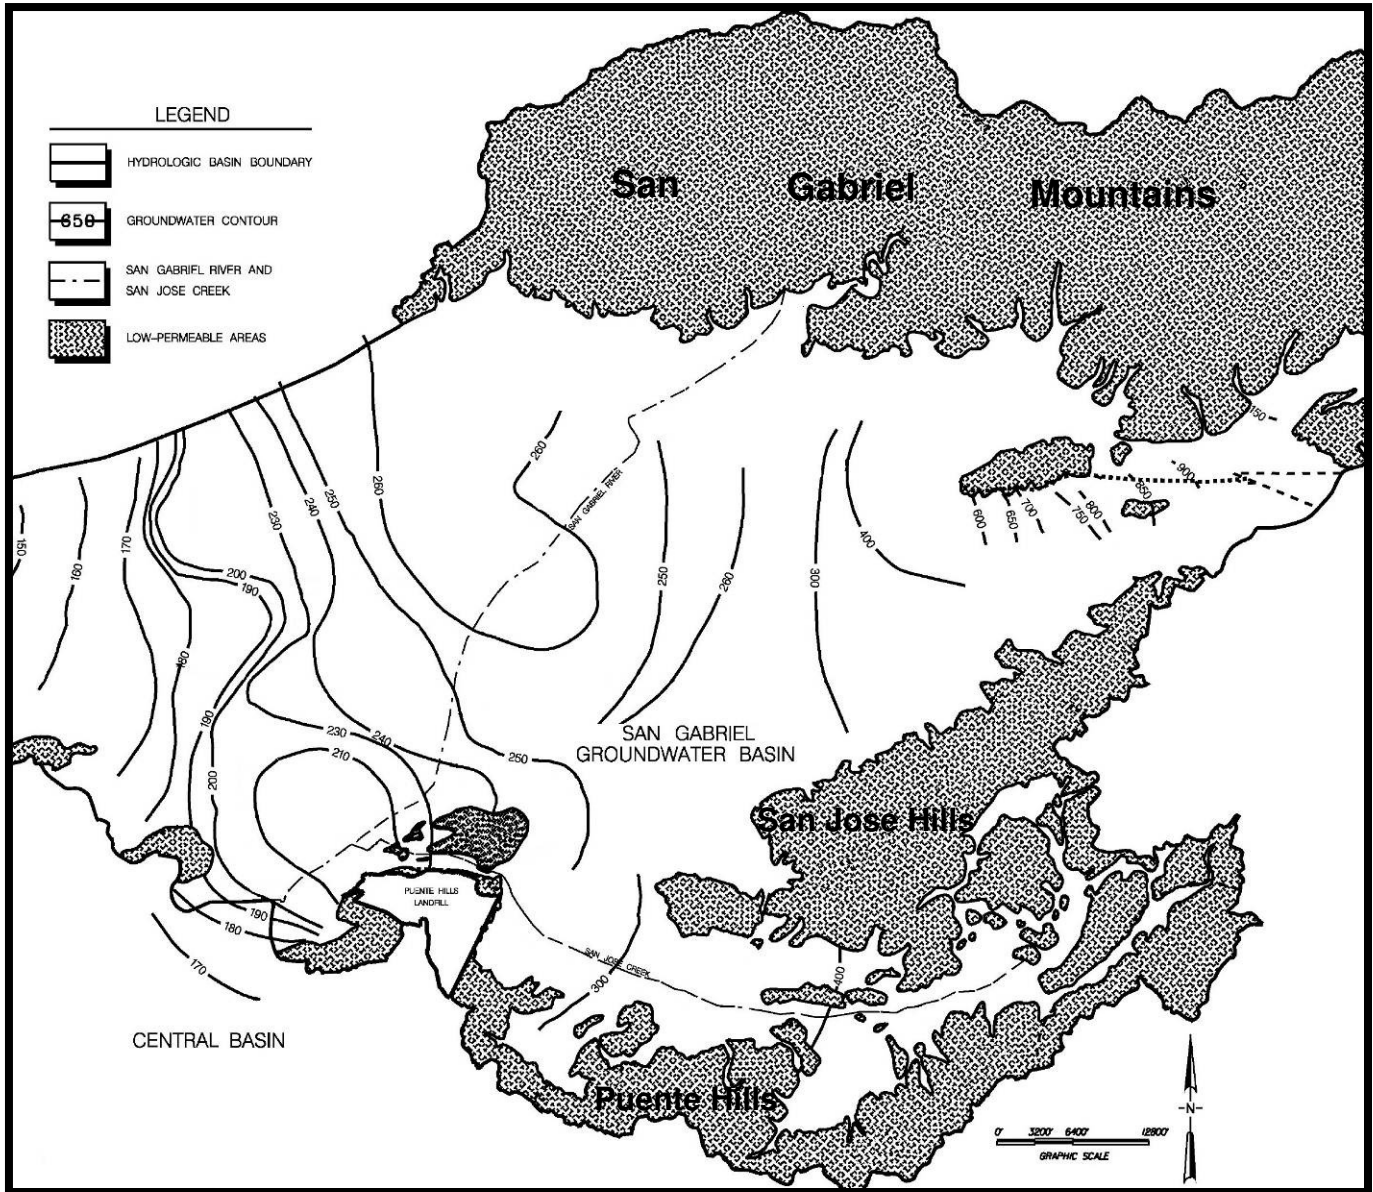 LEGEND
HYDROLOGIC BASIN BOUNDARY
650
GROUNDWATER CONTOUR
SAN GABRIEL RIVER AND
SAN JOSE CREEK
LOW-PERMEABLE AREAS
San Gabriel Mountains
150
260
260
250
240
230
SAN GABRIEL RIVER
900
850
800
750
700
650
600
400
150
160
170
200
190
250
260
300
180
190
230
240
250
210
200
SAN GABRIEL
GROUNDWATER BASIN
San Jose Hills
PUENTE HILLS
LANDFILL
190
180
170
SAN JOSE CREEK
300
400
CENTRAL BASIN
Puente Hills
N
0' 3200' 6400' 12800'
GRAPHIC SCALE